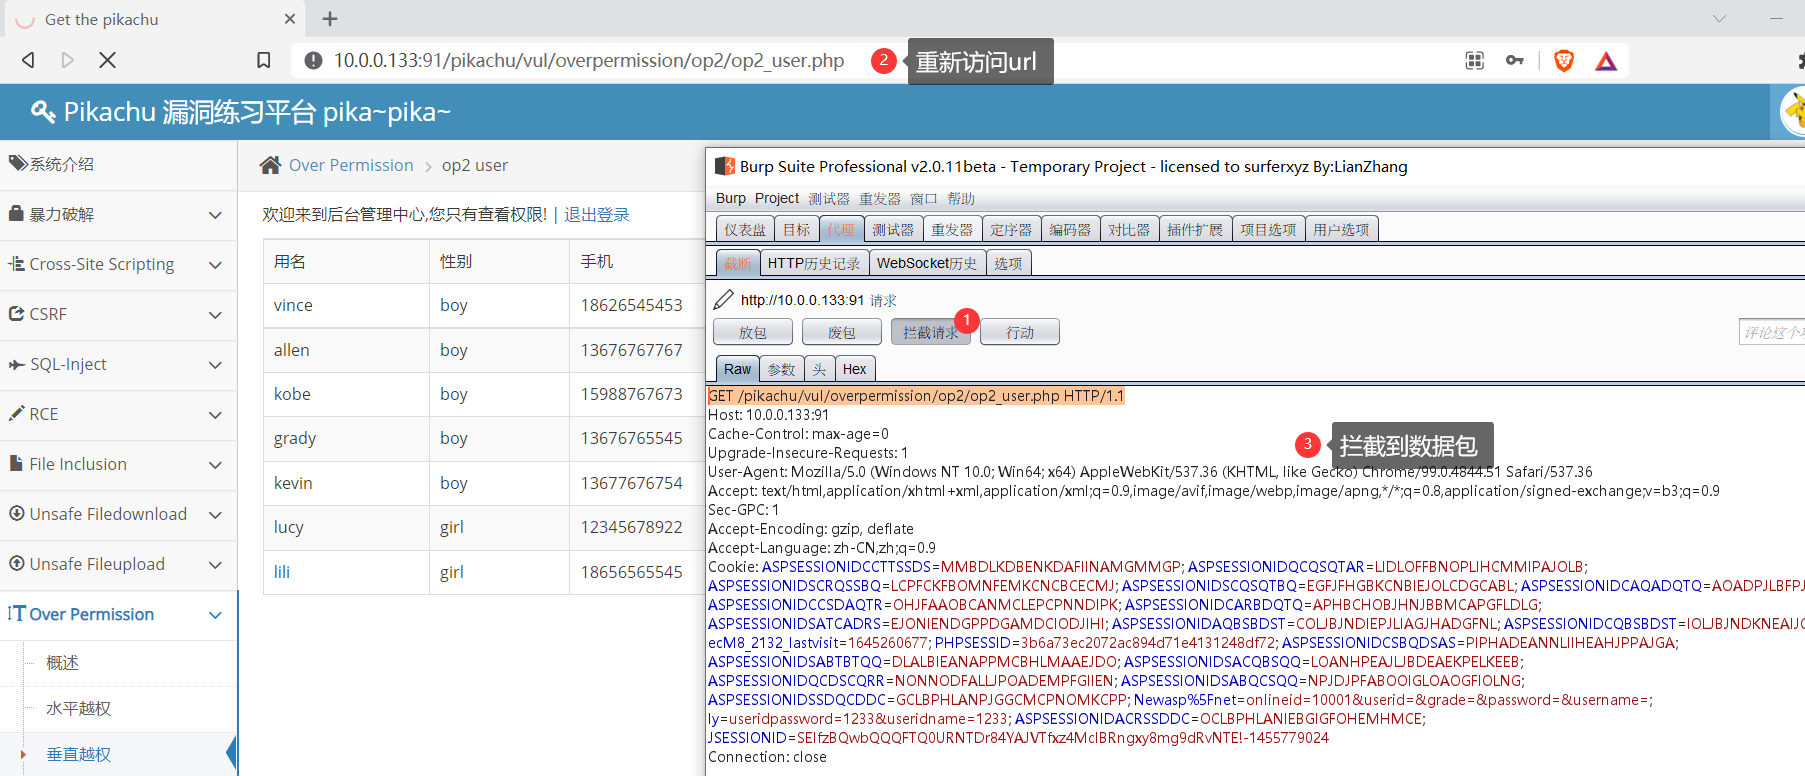 Get the pikachu
10.0.0.133:91/pikachu/vul/overpermission/op2/op2_user.php
2 重新访问url
Pikachu 漏洞练习平台 pika~pika~
系统介绍
暴力破解
Cross-Site Scripting
CSRF
SQL-Inject
RCE
File Inclusion
Unsafe Filedownload
Unsafe Fileupload
Over Permission
概述
水平越权
垂直越权
Over Permission > op2 user
欢迎来到后台管理中心,您只有查看权限! | 退出登录
用名 性别 手机
vince boy 18626545453
allen boy 13676767767
kobe boy 15988767673
grady boy 13676765545
kevin boy 13677676754
lucy girl 12345678922
lili girl 18656565545
Burp Suite Professional v2.0.11beta - Temporary Project - licensed to surferxyz By:LianZhang
Burp Project 测试器 重发器 窗口 帮助
仪表盘 目标 代理 测试器 重发器 定序器 编码器 对比器 插件扩展 项目选项 用户选项
截断 HTTP历史记录 WebSocket历史 选项
http://10.0.0.133:91 请求
放包 废包 拦截请求 1 行动 评论这个
Raw 参数 头 Hex
GET /pikachu/vul/overpermission/op2/op2_user.php HTTP/1.1
Host: 10.0.0.133:91
Cache-Control: max-age=0
3 拦截到数据包
Upgrade-Insecure-Requests: 1
User-Agent: Mozilla/5.0 (Windows NT 10.0; Win64; x64) AppleWebKit/537.36 (KHTML, like Gecko) Chrome/99.0.4844.51 Safari/537.36
Accept: text/html,application/xhtml+xml,application/xml;q=0.9,image/avif,image/webp,image/apng,*/*;q=0.8,application/signed-exchange;v=b3;q=0.9
Sec-GPC: 1
Accept-Encoding: gzip, deflate
Accept-Language: zh-CN,zh;q=0.9
Cookie: ASPSESSIONIDCCTTSSDS=MMBDLKDBENKDAFIINAMGMMGP; ASPSESSIONIDQCQSQTAR=LIDLOFFBNOPLIHCMMIPAJOLB;
ASPSESSIONIDSCRQSSBQ=LCPFCKFBOMNFEMKCNCBCECMJ; ASPSESSIONIDSCQSQTBQ=EGFJFHGBKCNBIEJOLCDGCABL; ASPSESSIONIDCAQADQTQ=AOADPJLBFPJ
ASPSESSIONIDCCSDAQTR=OHJFAAOBCANMCLEPCPNNDIPK; ASPSESSIONIDCARBDQTQ=APHBCHOBJHNJBBMCAPGFLDLG;
ASPSESSIONIDSATCADRS=EJONIENDGPPDGAMDCIODJIHI; ASPSESSIONIDAQBSBDST=COLJBJNDIEPJLIAGJHADGFNL; ASPSESSIONIDCQBSBDST=IOLJBJNDKNEAIJC
ecM8_2132_lastvisit=1645260677; PHPSESSID=3b6a73ec2072ac894d71e4131248df72; ASPSESSIONIDCSBQDSAS=PIPHADEANNLIIHEAHJPPAJGA;
ASPSESSIONIDSABTBTQQ=DLALBIEANAPPMCBHLMAAEJDO; ASPSESSIONIDSACQBSQQ=LOANHPEAJLJBDEAEKPELKEEB;
ASPSESSIONIDQCDSCQRR=NONNODFALLJPOADEMPFGIIEN; ASPSESSIONIDSABQCSQQ=NPJDJPFABOOIGLOAOGFIOLNG;
ASPSESSIONIDSSDQCDDC=GCLBPHLANPJGGCMCPNOMKCPP; Newasp%5Fnet=onlineid=10001&userid=&grade=&password=&username=;
ly=useridpassword=1233&useridname=1233; ASPSESSIONIDACRSSDDC=OCLBPHLANIEBGIGFOHEMHMCE;
JSESSIONID=SEIfzBQwbQQQFTQ0URNTDr84YAJVTfxz4McIBRngxy8mg9dRvNTE!-1455779024
Connection: close